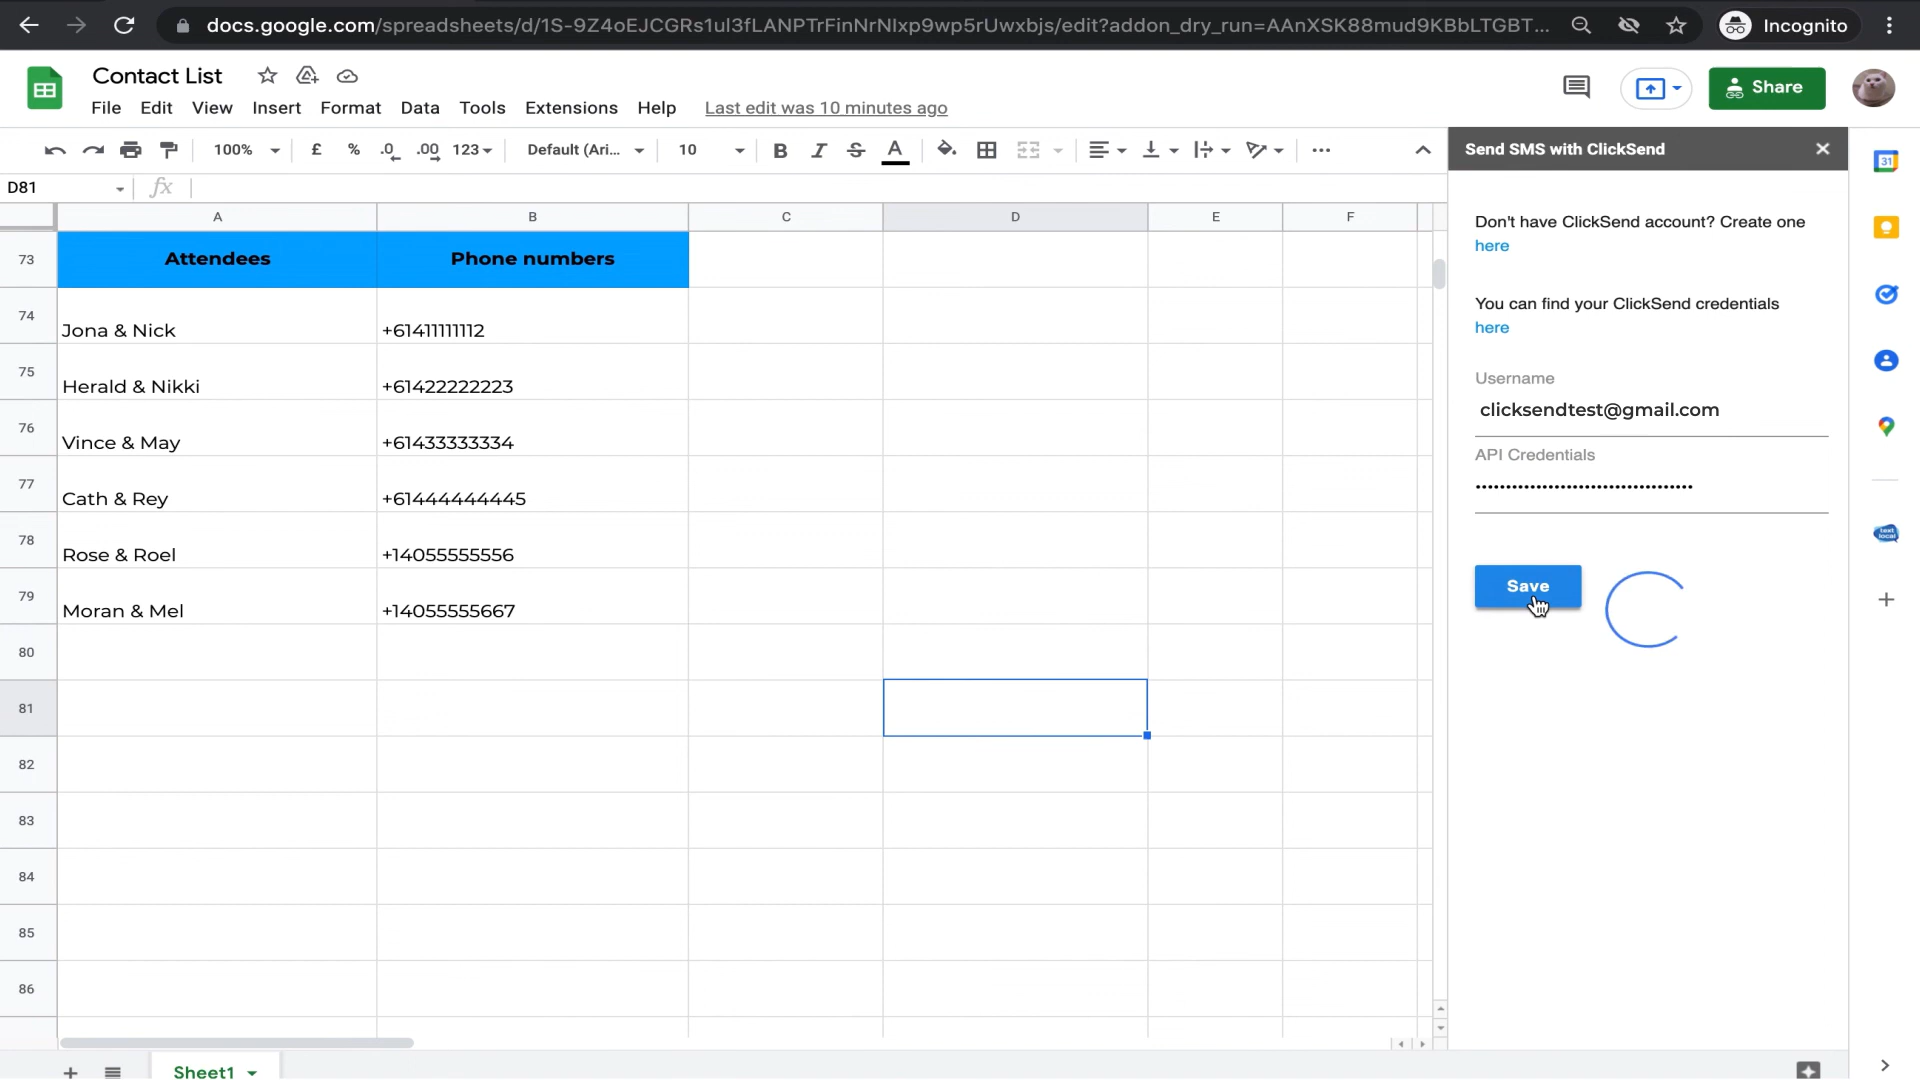 docs.google.com/spreadsheets/d/1S-9Z4oEJCGRs1ul3fLANPTrFinNrNIxp9wp5rUwxbjs/edit?addon_dry_run=AAnXSK88mud9KBbLTGBT...
Incognito
Contact List
File Edit View Insert Format Data Tools Extensions Help Last edit was 10 minutes ago
Share
100% £ % .0 .00 123 Default (Ari... 10 B I S A ...
Send SMS with ClickSend
D81 fx
A B C D E F
73 Attendees Phone numbers
74 Jona & Nick +61411111112
75 Herald & Nikki +61422222223
76 Vince & May +61433333334
77 Cath & Rey +61444444445
78 Rose & Roel +14055555556
79 Moran & Mel +14055555667
80
81
82
83
84
85
86
Don't have ClickSend account? Create one
here
You can find your ClickSend credentials
here
Username
clicksendtest@gmail.com
API Credentials
Save
31
text
local
Sheet1